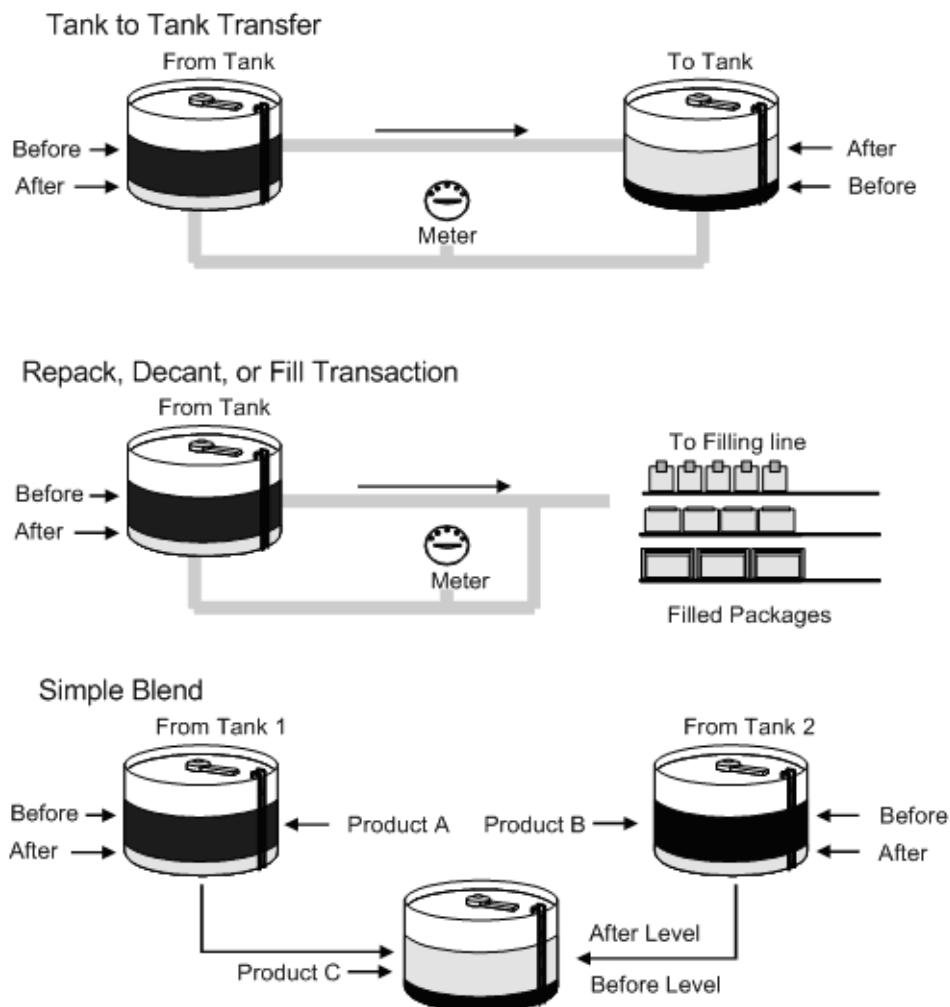 Tank to Tank Transfer
From Tank
To Tank
Before
After
After
Before
Meter
Repack, Decant, or Fill Transaction
From Tank
To Filling line
Before
After
Meter
Filled Packages
Simple Blend
From Tank 1
From Tank 2
Before
Product A
Product B
Before
After
After
After Level
Product C
Before Level